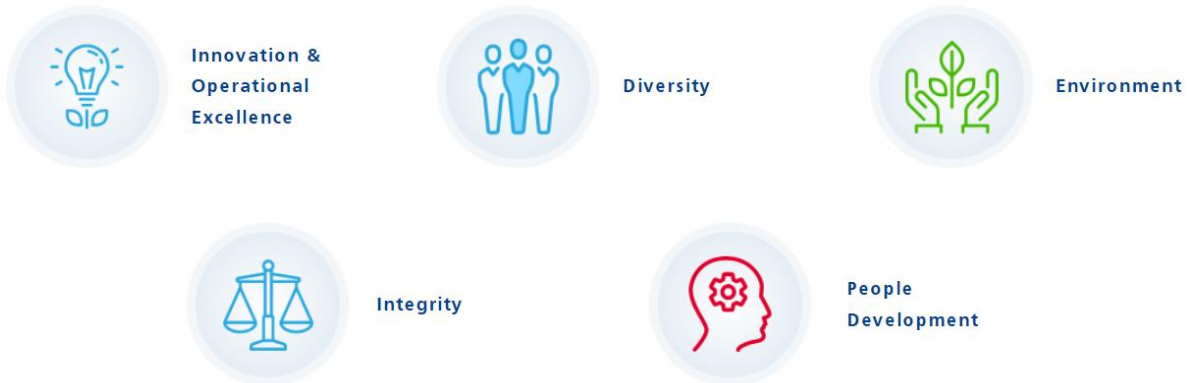 Innovation &
Operational
Excellence
Diversity
Environment
Integrity
People
Development